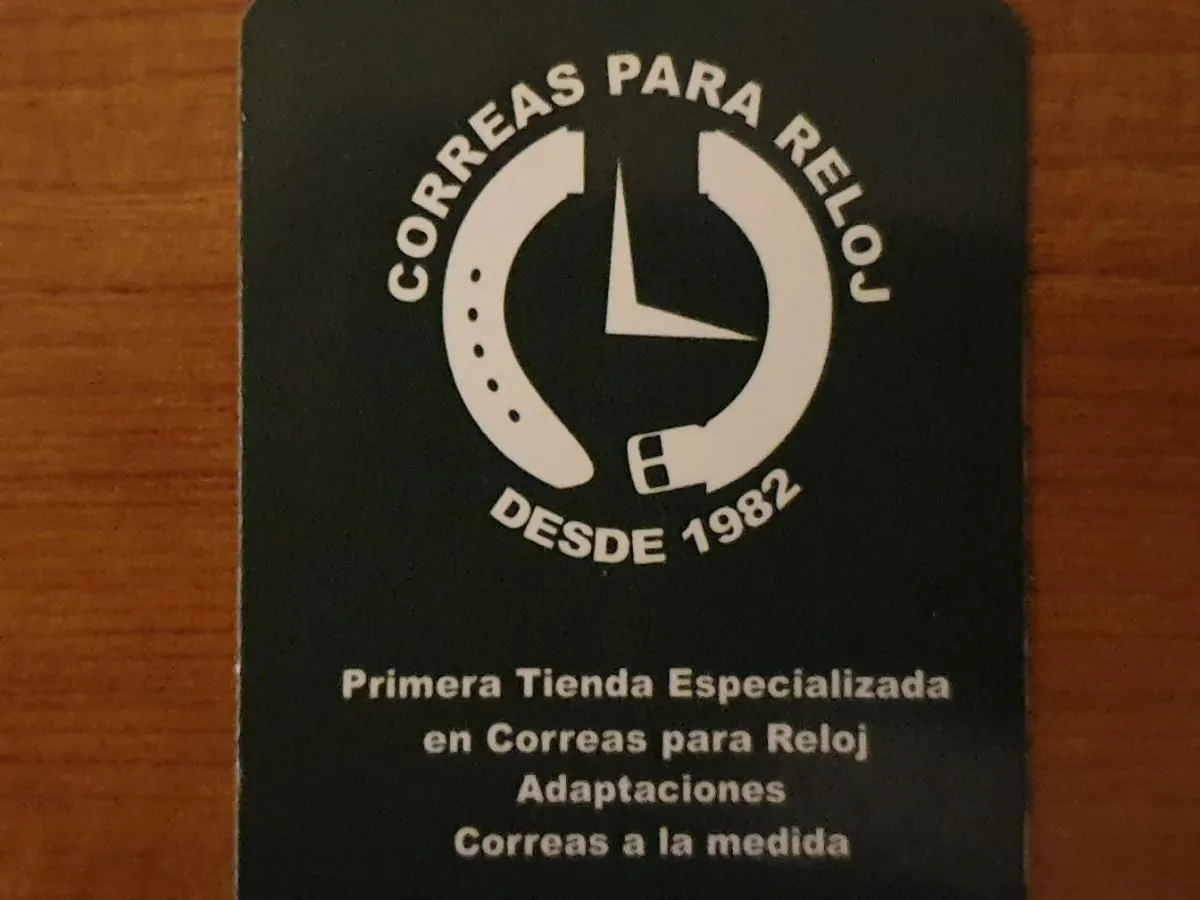 CORREAS PARA RELOJ
DESDE 1982
Primera Tienda Especializada
en Correas para Reloj
Adaptaciones
Correas a la medida